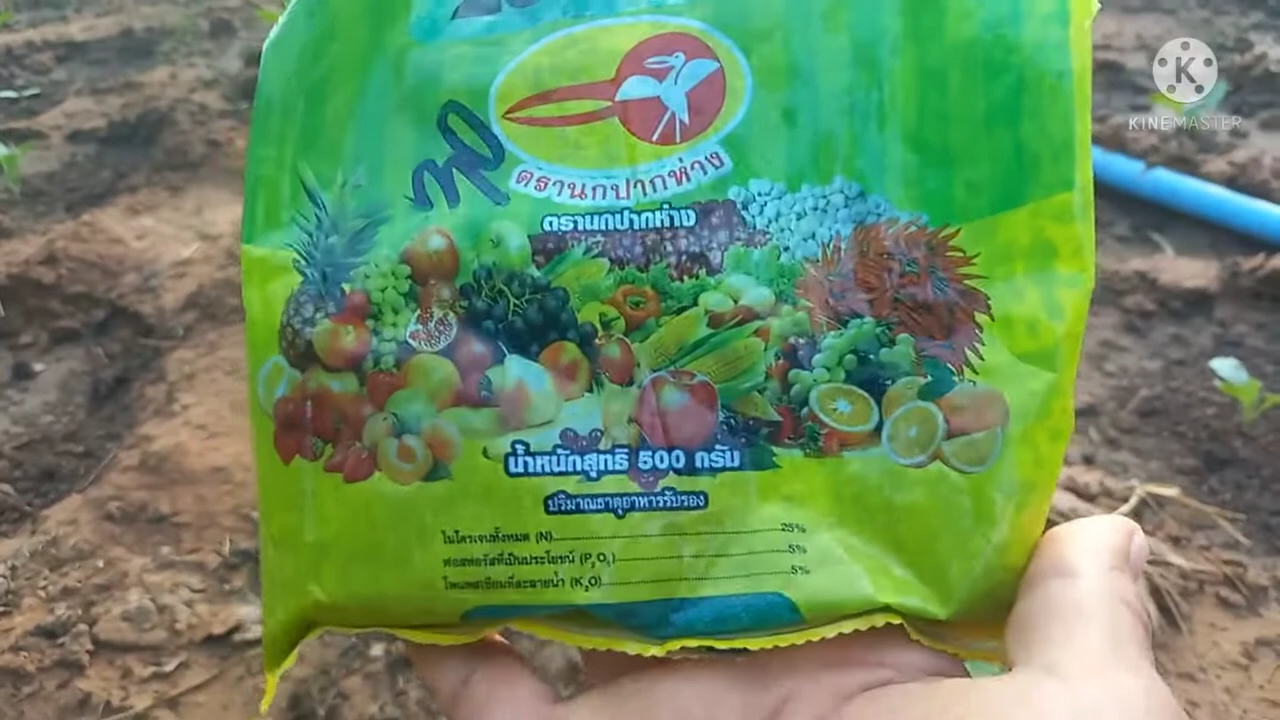 ตรานกปากห่าง
ตรานกปากห่าง
น้ำหนักสุทธิ 500 กรัม
ปริมาณธาตุอาหารรับรอง
ไนโตรเจนทั้งหมด (N)..........25%
ฟอสฟอรัสที่เป็นประโยชน์ (P₂O₅)..........5%
โพแทสเซียมที่ละลายน้ำ (K₂O)..........5%
K
KINEMASTER